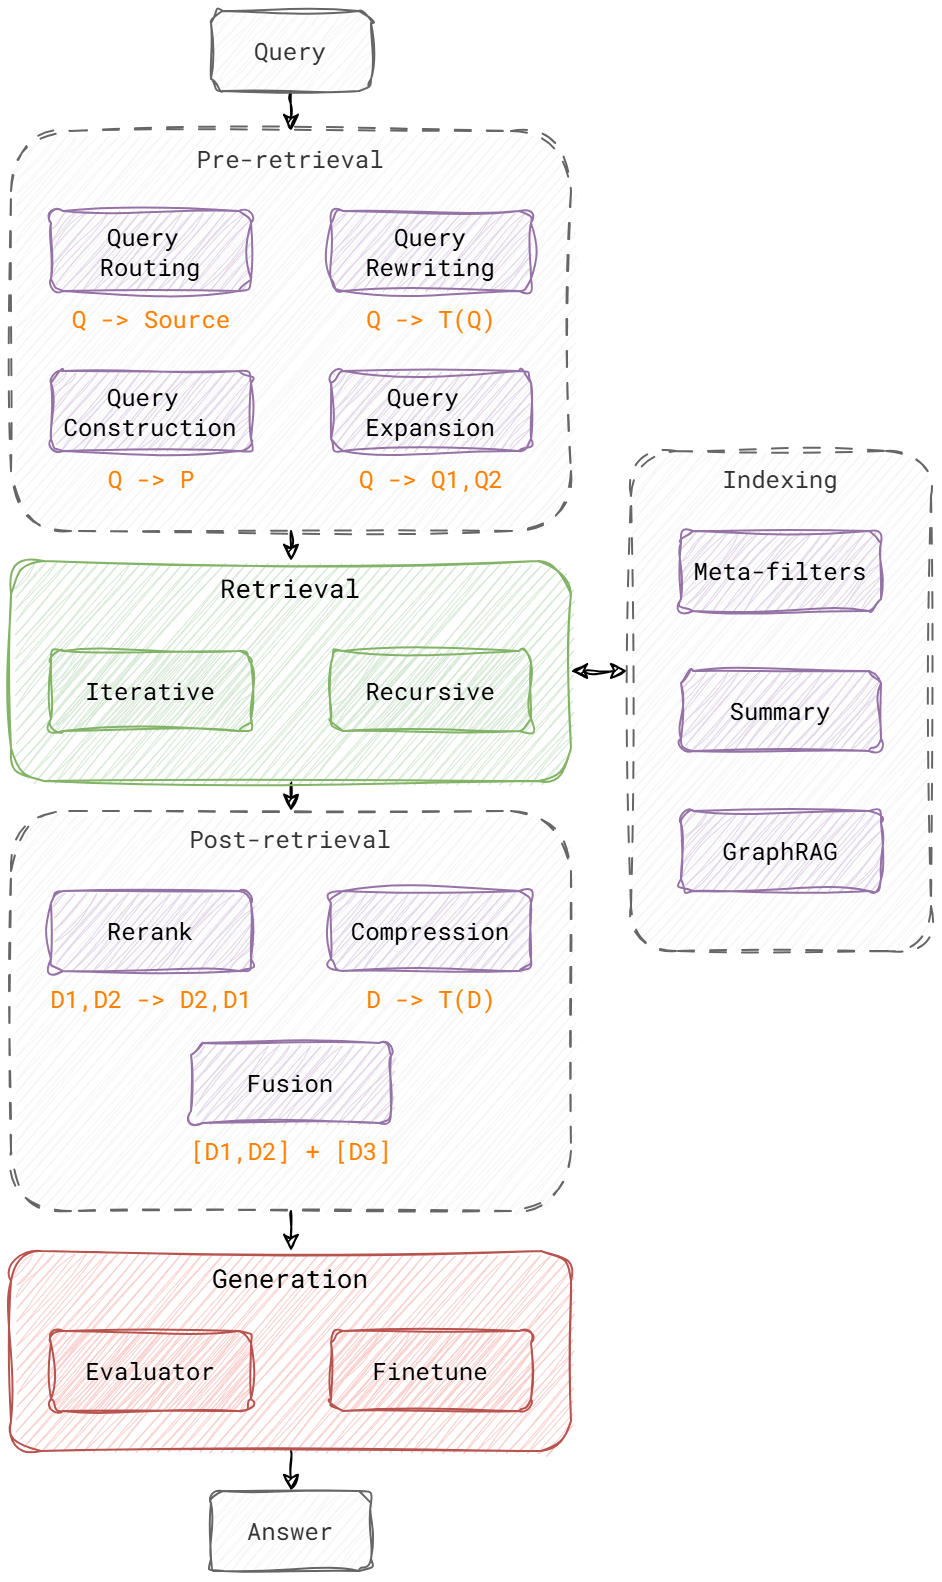 Query
Pre-retrieval
Query
Routing
Query
Rewriting
Q -> Source
Q -> T(Q)
Query
Construction
Query
Expansion
Q -> P
Q -> Q1,Q2
Retrieval
Iterative
Recursive
Indexing
Meta-filters
Summary
GraphRAG
Post-retrieval
Rerank
Compression
D1,D2 -> D2,D1
D -> T(D)
Fusion
[D1,D2] + [D3]
Generation
Evaluator
Finetune
Answer